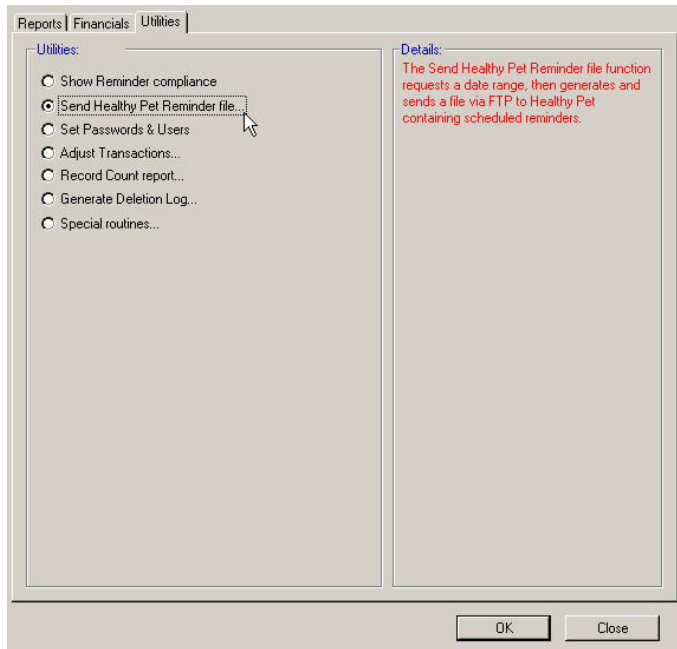 Reports Financials Utilities
Utilities:
Show Reminder compliance
Send Healthy Pet Reminder file...
Set Passwords & Users
Adjust Transactions...
Record Count report...
Generate Deletion Log...
Special routines...
Details:
The Send Healthy Pet Reminder file function
requests a date range, then generates and
sends a file via FTP to Healthy Pet
containing scheduled reminders.
OK Close